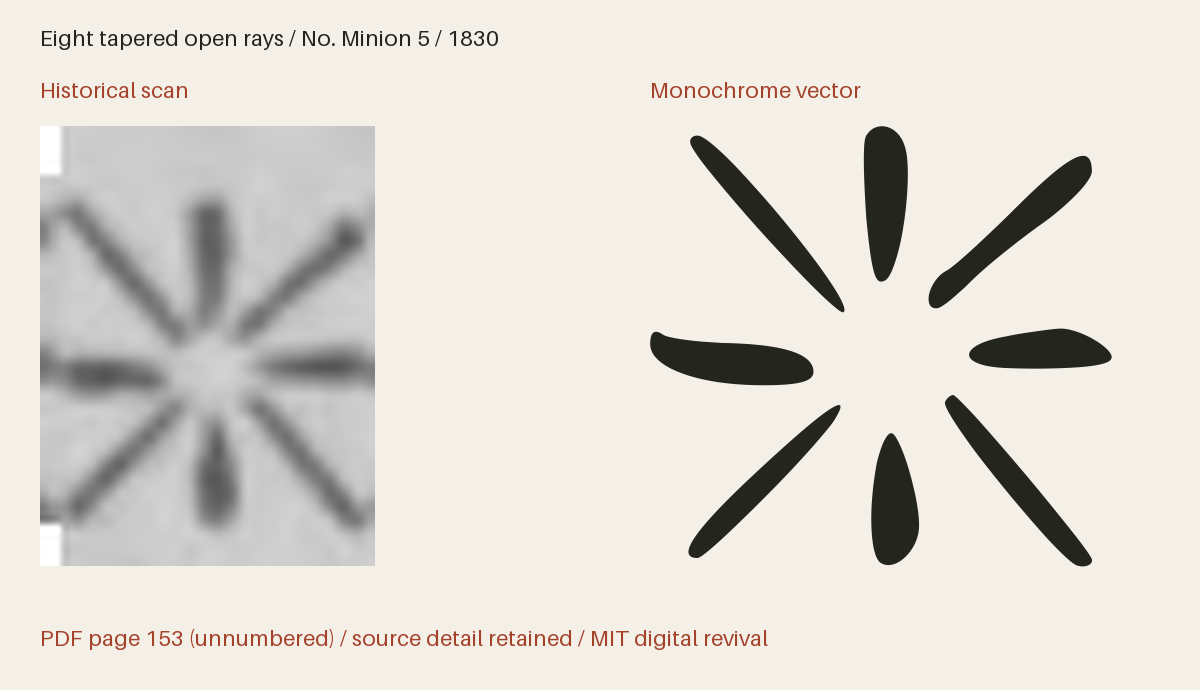 Eight tapered open rays / No. Minion 5 / 1830
Historical scan
Monochrome vector
PDF page 153 (unnumbered) / source detail retained / MIT digital revival